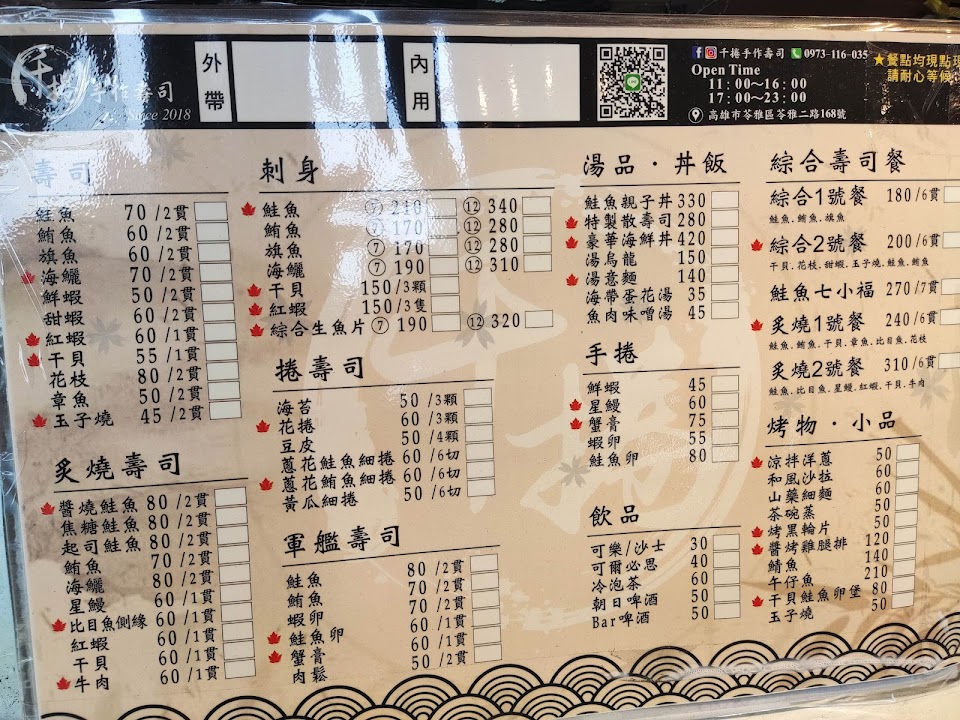 千捲
手作壽司
Since 2018
外帶
內用
千捲手作壽司 0973-116-035
Open Time
11：00～16：00
17：00～23：00
高雄市苓雅區苓雅二路168號
★餐點均現點現
請耐心等候
壽司
鮭魚 70 /2貫
鮪魚 60 /2貫
旗魚 60 /2貫
海鱺 70 /2貫
鮮蝦 50 /2貫
甜蝦 60 /2貫
紅蝦 60 /1貫
干貝 55 /1貫
花枝 80 /2貫
章魚 50 /2貫
玉子燒 45 /2貫
炙燒壽司
醬燒鮭魚 80 /2貫
焦糖鮭魚 80 /2貫
起司鮭魚 80 /2貫
鮪魚 70 /2貫
海鱺 80 /2貫
星鰻 60 /1貫
比目魚側緣 60 /1貫
紅蝦 60 /1貫
干貝 60 /1貫
牛肉 60 /1貫
刺身
鮭魚 ⑦ 210 ⑫ 340
鮪魚 ⑦ 170 ⑫ 280
旗魚 ⑦ 170 ⑫ 280
海鱺 ⑦ 190 ⑫ 310
干貝 150 /3顆
紅蝦 150 /3隻
綜合生魚片 ⑦ 190 ⑫ 320
捲壽司
海苔 50 /3顆
花捲 60 /3顆
豆皮 50 /4顆
蔥花鮭魚細捲 60 /6切
蔥花鮪魚細捲 60 /6切
黃瓜細捲 50 /6切
軍艦壽司
鮭魚 80 /2貫
鮪魚 70 /2貫
蝦卵 70 /2貫
鮭魚卵 60 /1貫
蟹膏 60 /1貫
肉鬆 50 /2貫
湯品．丼飯
鮭魚親子丼 330
特製散壽司 280
豪華海鮮丼 420
湯烏龍 150
湯意麵 140
海帶蛋花湯 35
魚肉味噌湯 45
手捲
鮮蝦 45
星鰻 60
蟹膏 75
蝦卵 55
鮭魚卵 80
飲品
可樂/沙士 30
可爾必思 40
冷泡茶 60
朝日啤酒 50
Bar啤酒 50
綜合壽司餐
綜合1號餐 180 /6貫
鮭魚．鮪魚．旗魚
綜合2號餐 200 /6貫
干貝．花枝．甜蝦．玉子燒．鮭魚．鮪魚
鮭魚七小福 270 /7貫
炙燒1號餐 240 /6貫
鮭魚．鮪魚．干貝．章魚．比目魚．花枝
炙燒2號餐 310 /6貫
鮭魚．比目魚．星鰻．紅蝦．干貝．牛肉
烤物．小品
涼拌洋蔥 50
和風沙拉 60
山藥細麵 50
茶碗蒸 50
烤黑輪片 50
醬烤雞腿排 120
鯖魚 140
午仔魚 210
干貝鮭魚卵堡 80
玉子燒 50